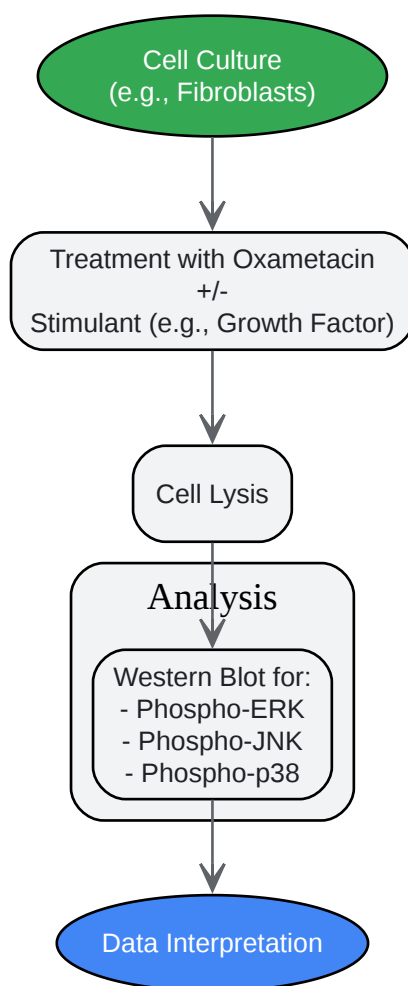 Cell Culture
(e.g., Fibroblasts)
Treatment with Oxametacin
+/-
Stimulant (e.g., Growth Factor)
Cell Lysis
Analysis
Western Blot for:
- Phospho-ERK
- Phospho-JNK
- Phospho-p38
Data Interpretation